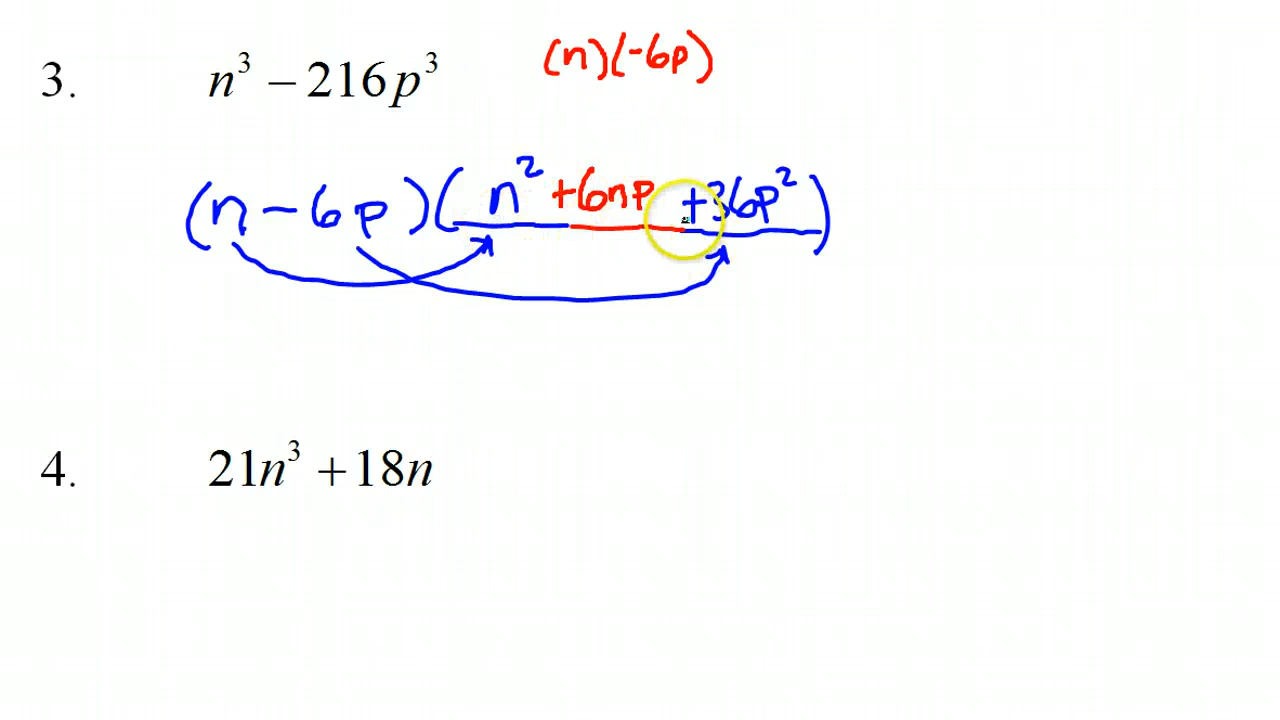 3. n³ − 216p³ (n)(-6p)
(n - 6p)(n² +6np +36p²)
4. 21n³ + 18n